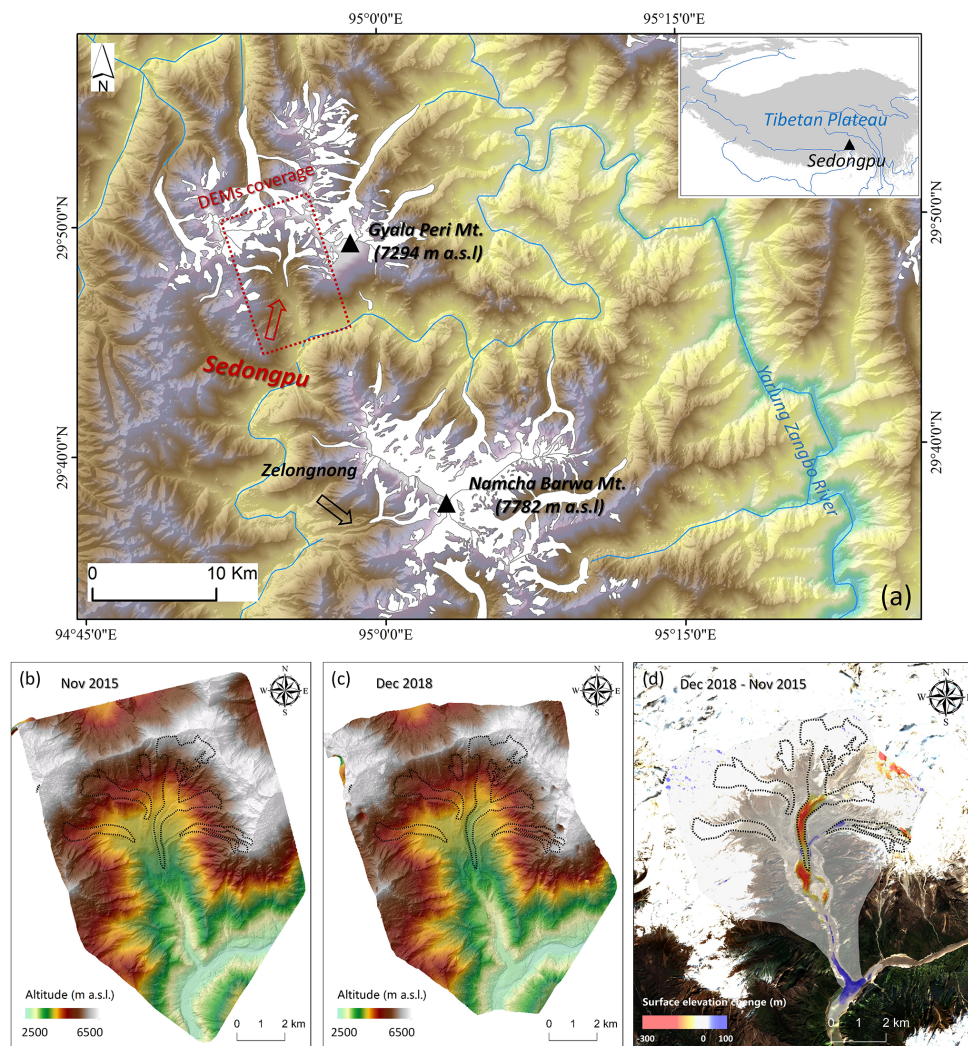 95°0'0"E
95°15'0"E
N
Tibetan Plateau
Sedongpu
DEMs coverage
29°50'0"N
29°50'0"N
Gyala Peri Mt.
(7294 m a.s.l)
Sedongpu
Yarlung Zangbo River
29°40'0"N
29°40'0"N
Zelongnong
Namcha Barwa Mt.
(7782 m a.s.l)
0 10 Km
(a)
94°45'0"E
95°0'0"E
95°15'0"E
(b) Nov 2015
N
W E
S
Altitude (m a.s.l.)
2500 6500
0 1 2 km
(c) Dec 2018
N
W E
S
Altitude (m a.s.l.)
2500 6500
0 1 2 km
(d) Dec 2018 - Nov 2015
N
W E
S
Surface elevation change (m)
-300 0 100
0 1 2 km